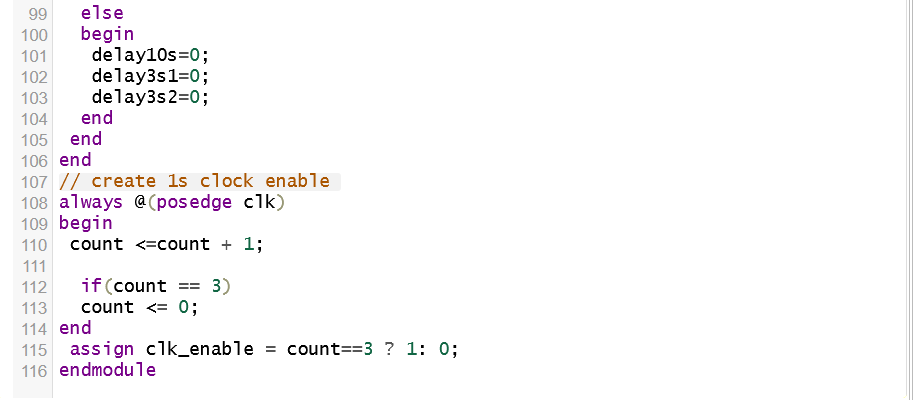 99 else
100 begin
101 delay10s=0;
102 delay3s1=0;
103 delay3s2=0;
104 end
105 end
106 end
107 // create 1s clock enable
108 always @(posedge clk)
109 begin
110 count <=count + 1;
111
112 if(count == 3)
113 count <= 0;
114 end
115 assign clk_enable = count==3 ? 1: 0;
116 endmodule